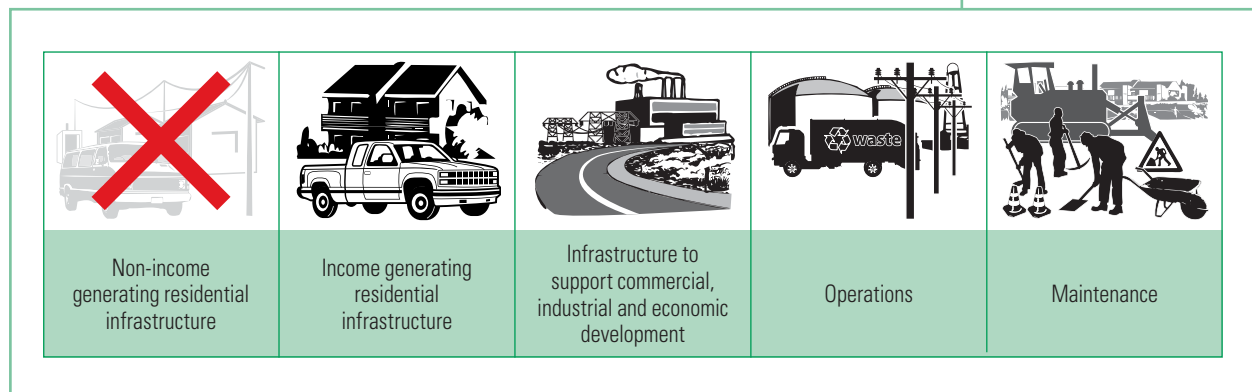 waste
Non-income
generating residential
infrastructure
Income generating
residential
infrastructure
Infrastructure to
support commercial,
industrial and economic
development
Operations
Maintenance